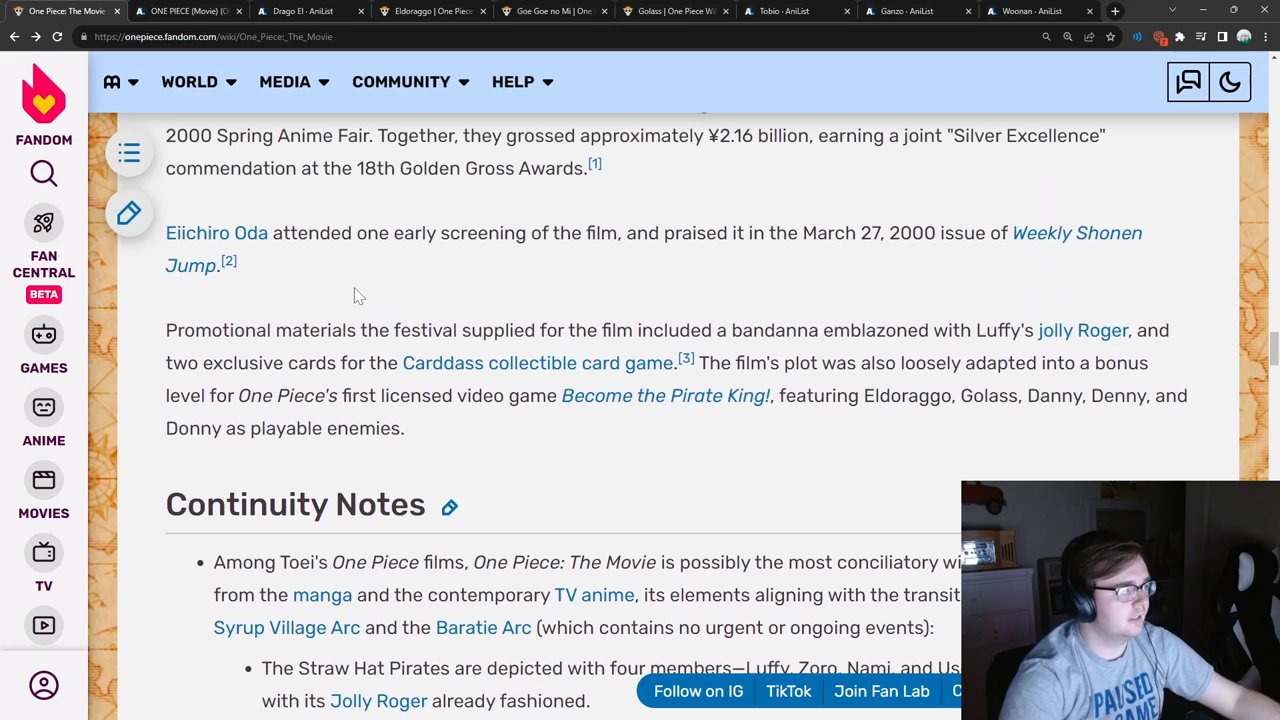 One Piece: The Movie
ONE PIECE (Movie) (O
Drago El · AniList
Eldoraggo | One Piece
Goe Goe no Mi | One
Golass | One Piece Wi
Tobio · AniList
Ganzo · AniList
Woonan · AniList
https://onepiece.fandom.com/wiki/One_Piece:_The_Movie
WORLD MEDIA COMMUNITY HELP
FANDOM
FAN CENTRAL
BETA
GAMES
ANIME
MOVIES
TV
2000 Spring Anime Fair. Together, they grossed approximately ¥2.16 billion, earning a joint "Silver Excellence"
commendation at the 18th Golden Gross Awards.[1]
Eiichiro Oda attended one early screening of the film, and praised it in the March 27, 2000 issue of Weekly Shonen
Jump.[2]
Promotional materials the festival supplied for the film included a bandanna emblazoned with Luffy's jolly Roger, and
two exclusive cards for the Carddass collectible card game.[3] The film's plot was also loosely adapted into a bonus
level for One Piece's first licensed video game Become the Pirate King!, featuring Eldoraggo, Golass, Danny, Denny, and
Donny as playable enemies.
Continuity Notes
• Among Toei's One Piece films, One Piece: The Movie is possibly the most conciliatory wi
from the manga and the contemporary TV anime, its elements aligning with the transit
Syrup Village Arc and the Baratie Arc (which contains no urgent or ongoing events):
• The Straw Hat Pirates are depicted with four members—Luffy, Zoro, Nami, and Us
with its Jolly Roger already fashioned.
Follow on IG TikTok Join Fan Lab
PAUSED
GAME